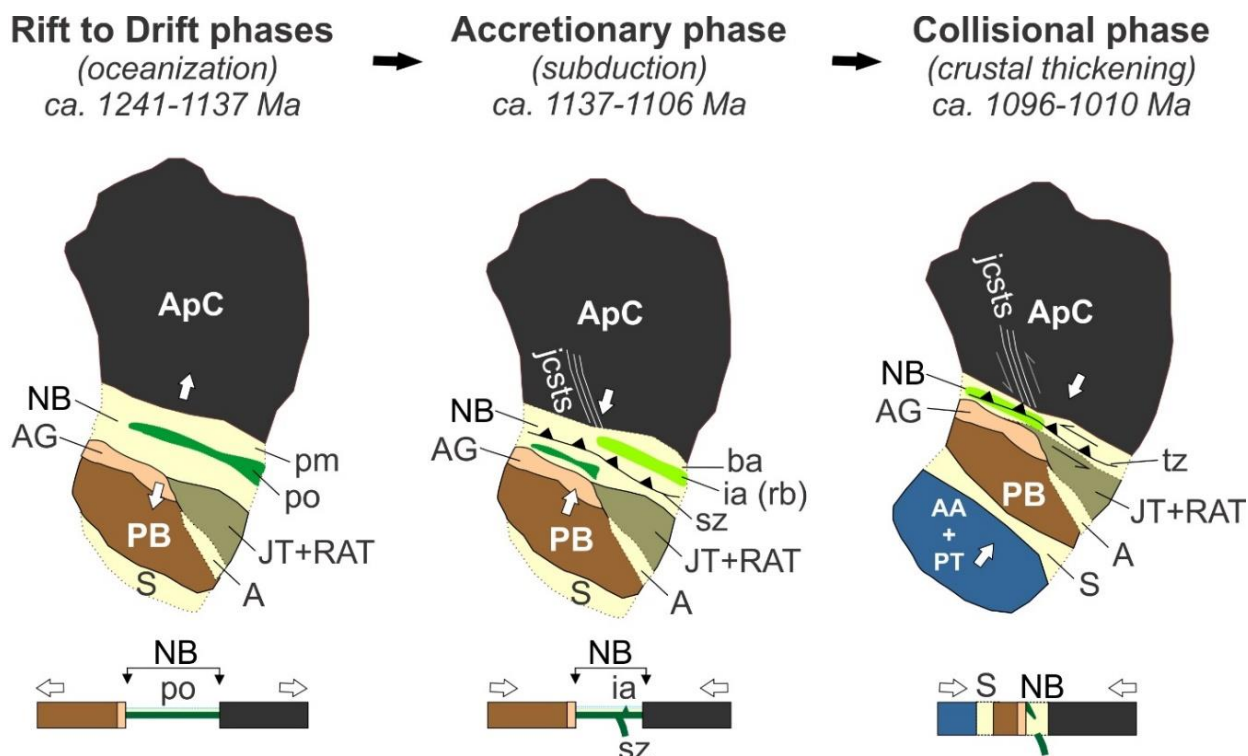 Rift to Drift phases
(oceanization)
ca. 1241-1137 Ma
Accretionary phase
(subduction)
ca. 1137-1106 Ma
Collisional phase
(crustal thickening)
ca. 1096-1010 Ma
ApC
NB
AG
pm
po
PB
JT+RAT
S
A
NB
po
ApC
jcsts
NB
AG
ba
ia (rb)
sz
PB
JT+RAT
S
A
NB
ia
sz
jcsts
ApC
NB
AG
tz
PB
JT+RAT
AA
+
PT
A
S
S
NB